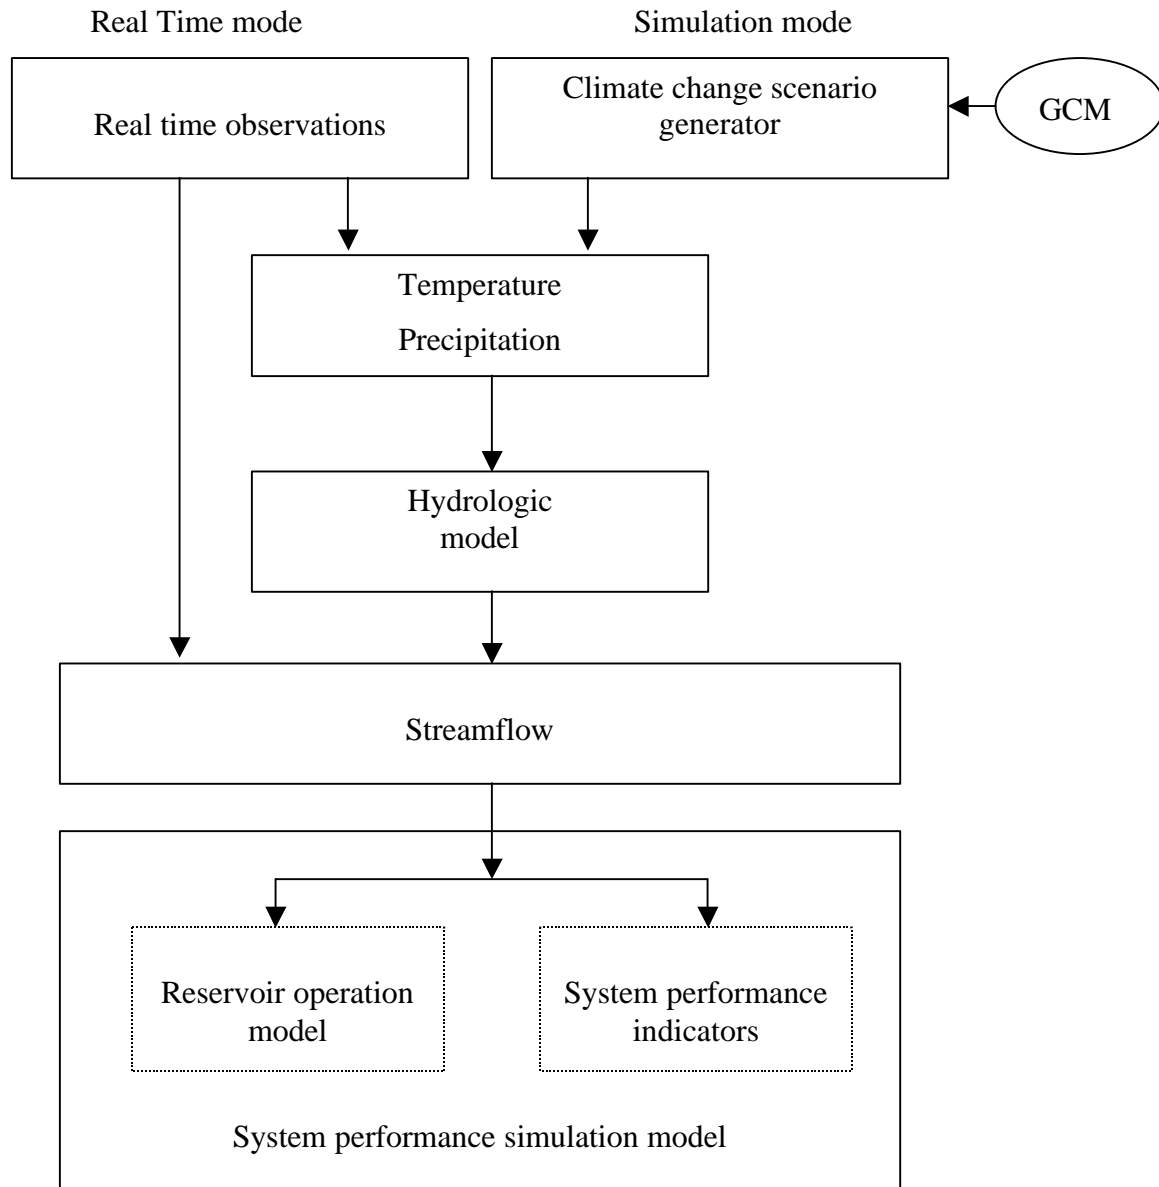 Real Time mode
Simulation mode
Real time observations
Climate change scenario
generator
GCM
Temperature
Precipitation
Hydrologic
model
Streamflow
Reservoir operation
model
System performance
indicators
System performance simulation model